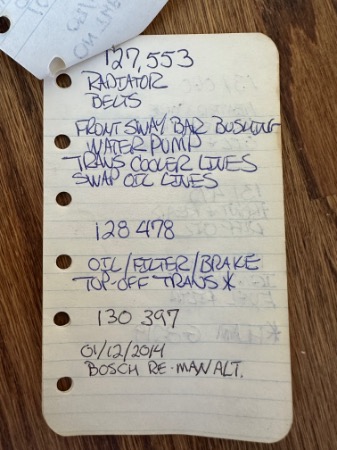 127,553
RADIATOR
BELTS
FRONT SWAY BAR BUSHING
WATER PUMP
TRANS COOLER LINES
SWAP OIL LINES
128 478
OIL/FILTER/BRAKE
TOP-OFF TRANS *
130 397
01/12/2014
BOSCH RE-MAN ALT.